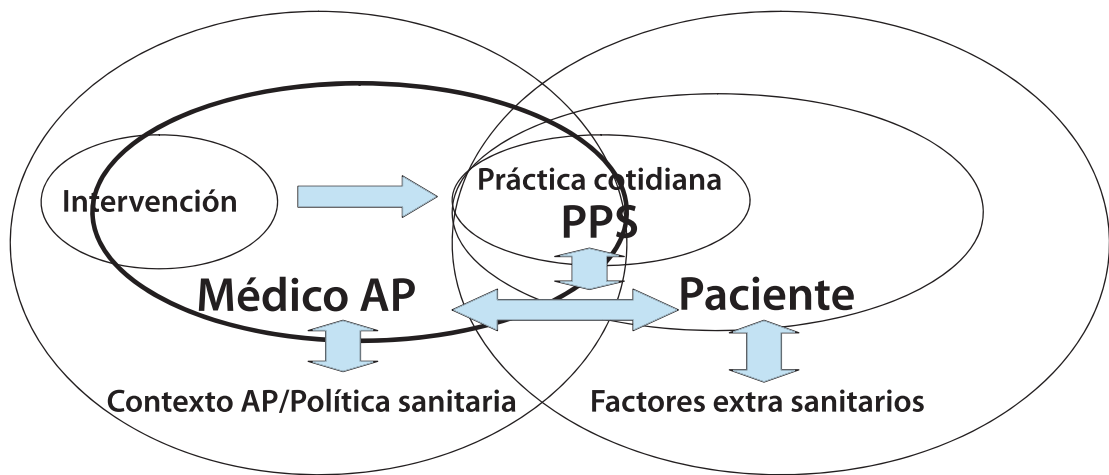 Intervención
Práctica cotidiana
PPS
Médico AP
Paciente
Contexto AP/Política sanitaria
Factores extra sanitarios